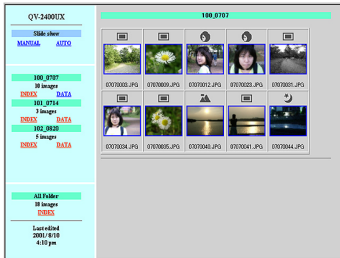 QV-2400UX
Slide show
MANUAL AUTO
100_0707
10 images
INDEX DATA
101_0714
3 images
INDEX DATA
102_0820
5 images
INDEX DATA
All Folder
18 images
INDEX
Last edited
2001/8/10
4:10 pm
100_0707
07070003.JPG 07070009.JPG 07070012.JPG 07070023.JPG 07070031.JPG
07070034.JPG 07070035.JPG 07070040.JPG 07070041.JPG 07070044.JPG